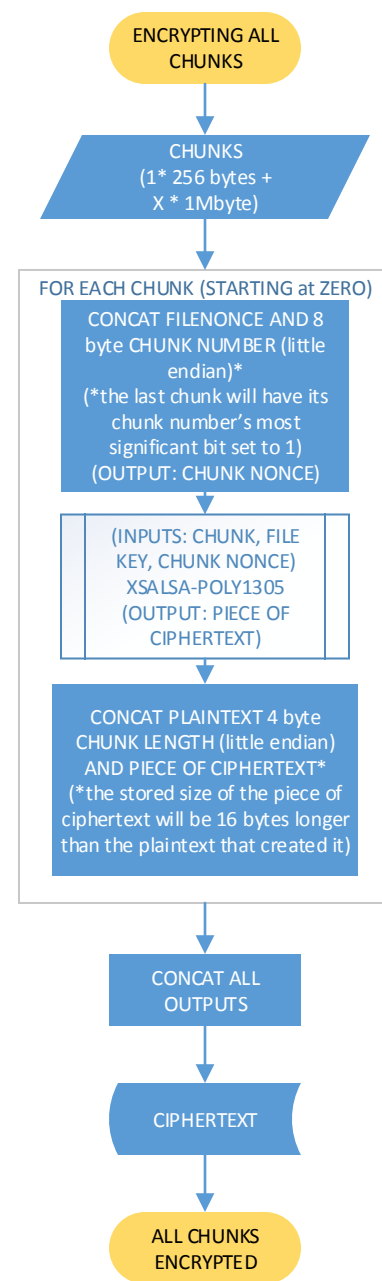 ENCRYPTING ALL
CHUNKS
CHUNKS
(1* 256 bytes +
X * 1Mbyte)
FOR EACH CHUNK (STARTING at ZERO)
CONCAT FILENONCE AND 8
byte CHUNK NUMBER (little
endian)*
(*the last chunk will have its
chunk number's most
significant bit set to 1)
(OUTPUT: CHUNK NONCE)
(INPUTS: CHUNK, FILE
KEY, CHUNK NONCE)
XSALSA-POLY1305
(OUTPUT: PIECE OF
CIPHERTEXT)
CONCAT PLAINTEXT 4 byte
CHUNK LENGTH (little endian)
AND PIECE OF CIPHERTEXT*
(*the stored size of the piece of
ciphertext will be 16 bytes longer
than the plaintext that created it)
CONCAT ALL
OUTPUTS
CIPHERTEXT
ALL CHUNKS
ENCRYPTED